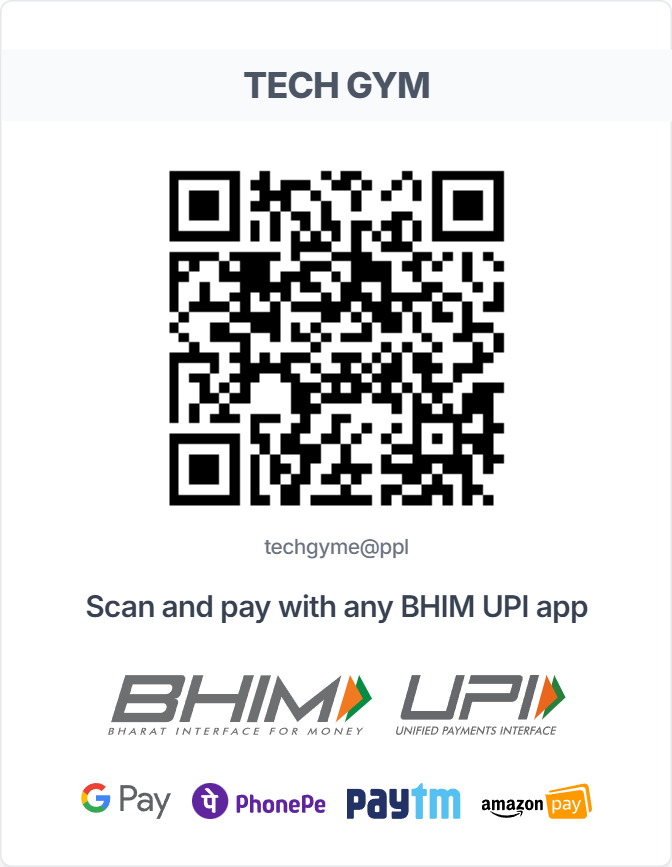 TECH GYM
techgyme@ppl
Scan and pay with any BHIM UPI app
BHIM UPI
BHARAT INTERFACE FOR MONEY UNIFIED PAYMENTS INTERFACE
G Pay पे PhonePe paytm amazon pay